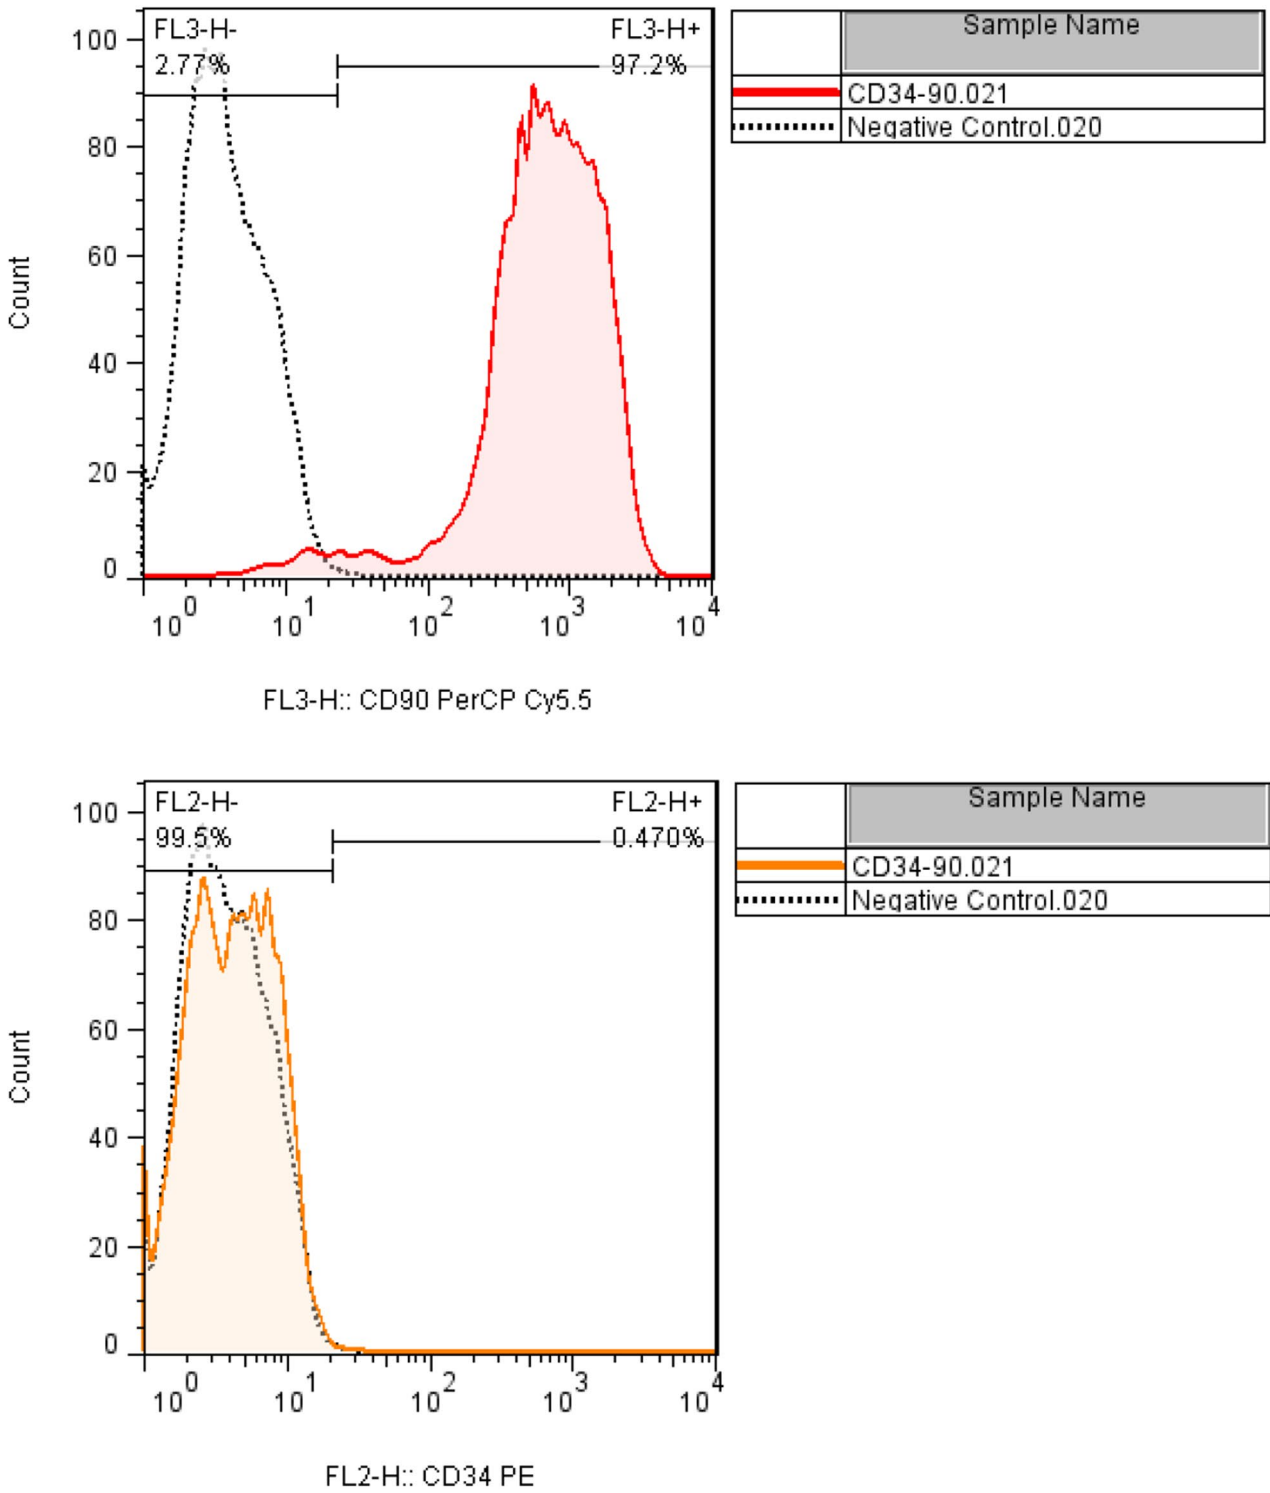 FL3-H-
2.77%
FL3-H+
97.2%
100
80
60
40
20
0
Count
10^0 10^1 10^2 10^3 10^4
FL3-H:: CD90 PerCP Cy5.5
Sample Name
CD34-90.021
Negative Control.020
FL2-H-
99.5%
FL2-H+
0.470%
100
80
60
40
20
0
Count
10^0 10^1 10^2 10^3 10^4
FL2-H:: CD34 PE
Sample Name
CD34-90.021
Negative Control.020